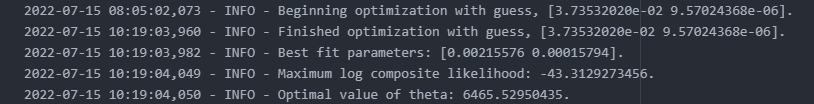 2022-07-15 08:05:02,073 - INFO - Beginning optimization with guess, [3.73532020e-02 9.57024368e-06].
2022-07-15 10:19:03,960 - INFO - Finished optimization with guess, [3.73532020e-02 9.57024368e-06].
2022-07-15 10:19:03,982 - INFO - Best fit parameters: [0.00215576 0.00015794].
2022-07-15 10:19:04,049 - INFO - Maximum log composite likelihood: -43.3129273456.
2022-07-15 10:19:04,050 - INFO - Optimal value of theta: 6465.52950435.